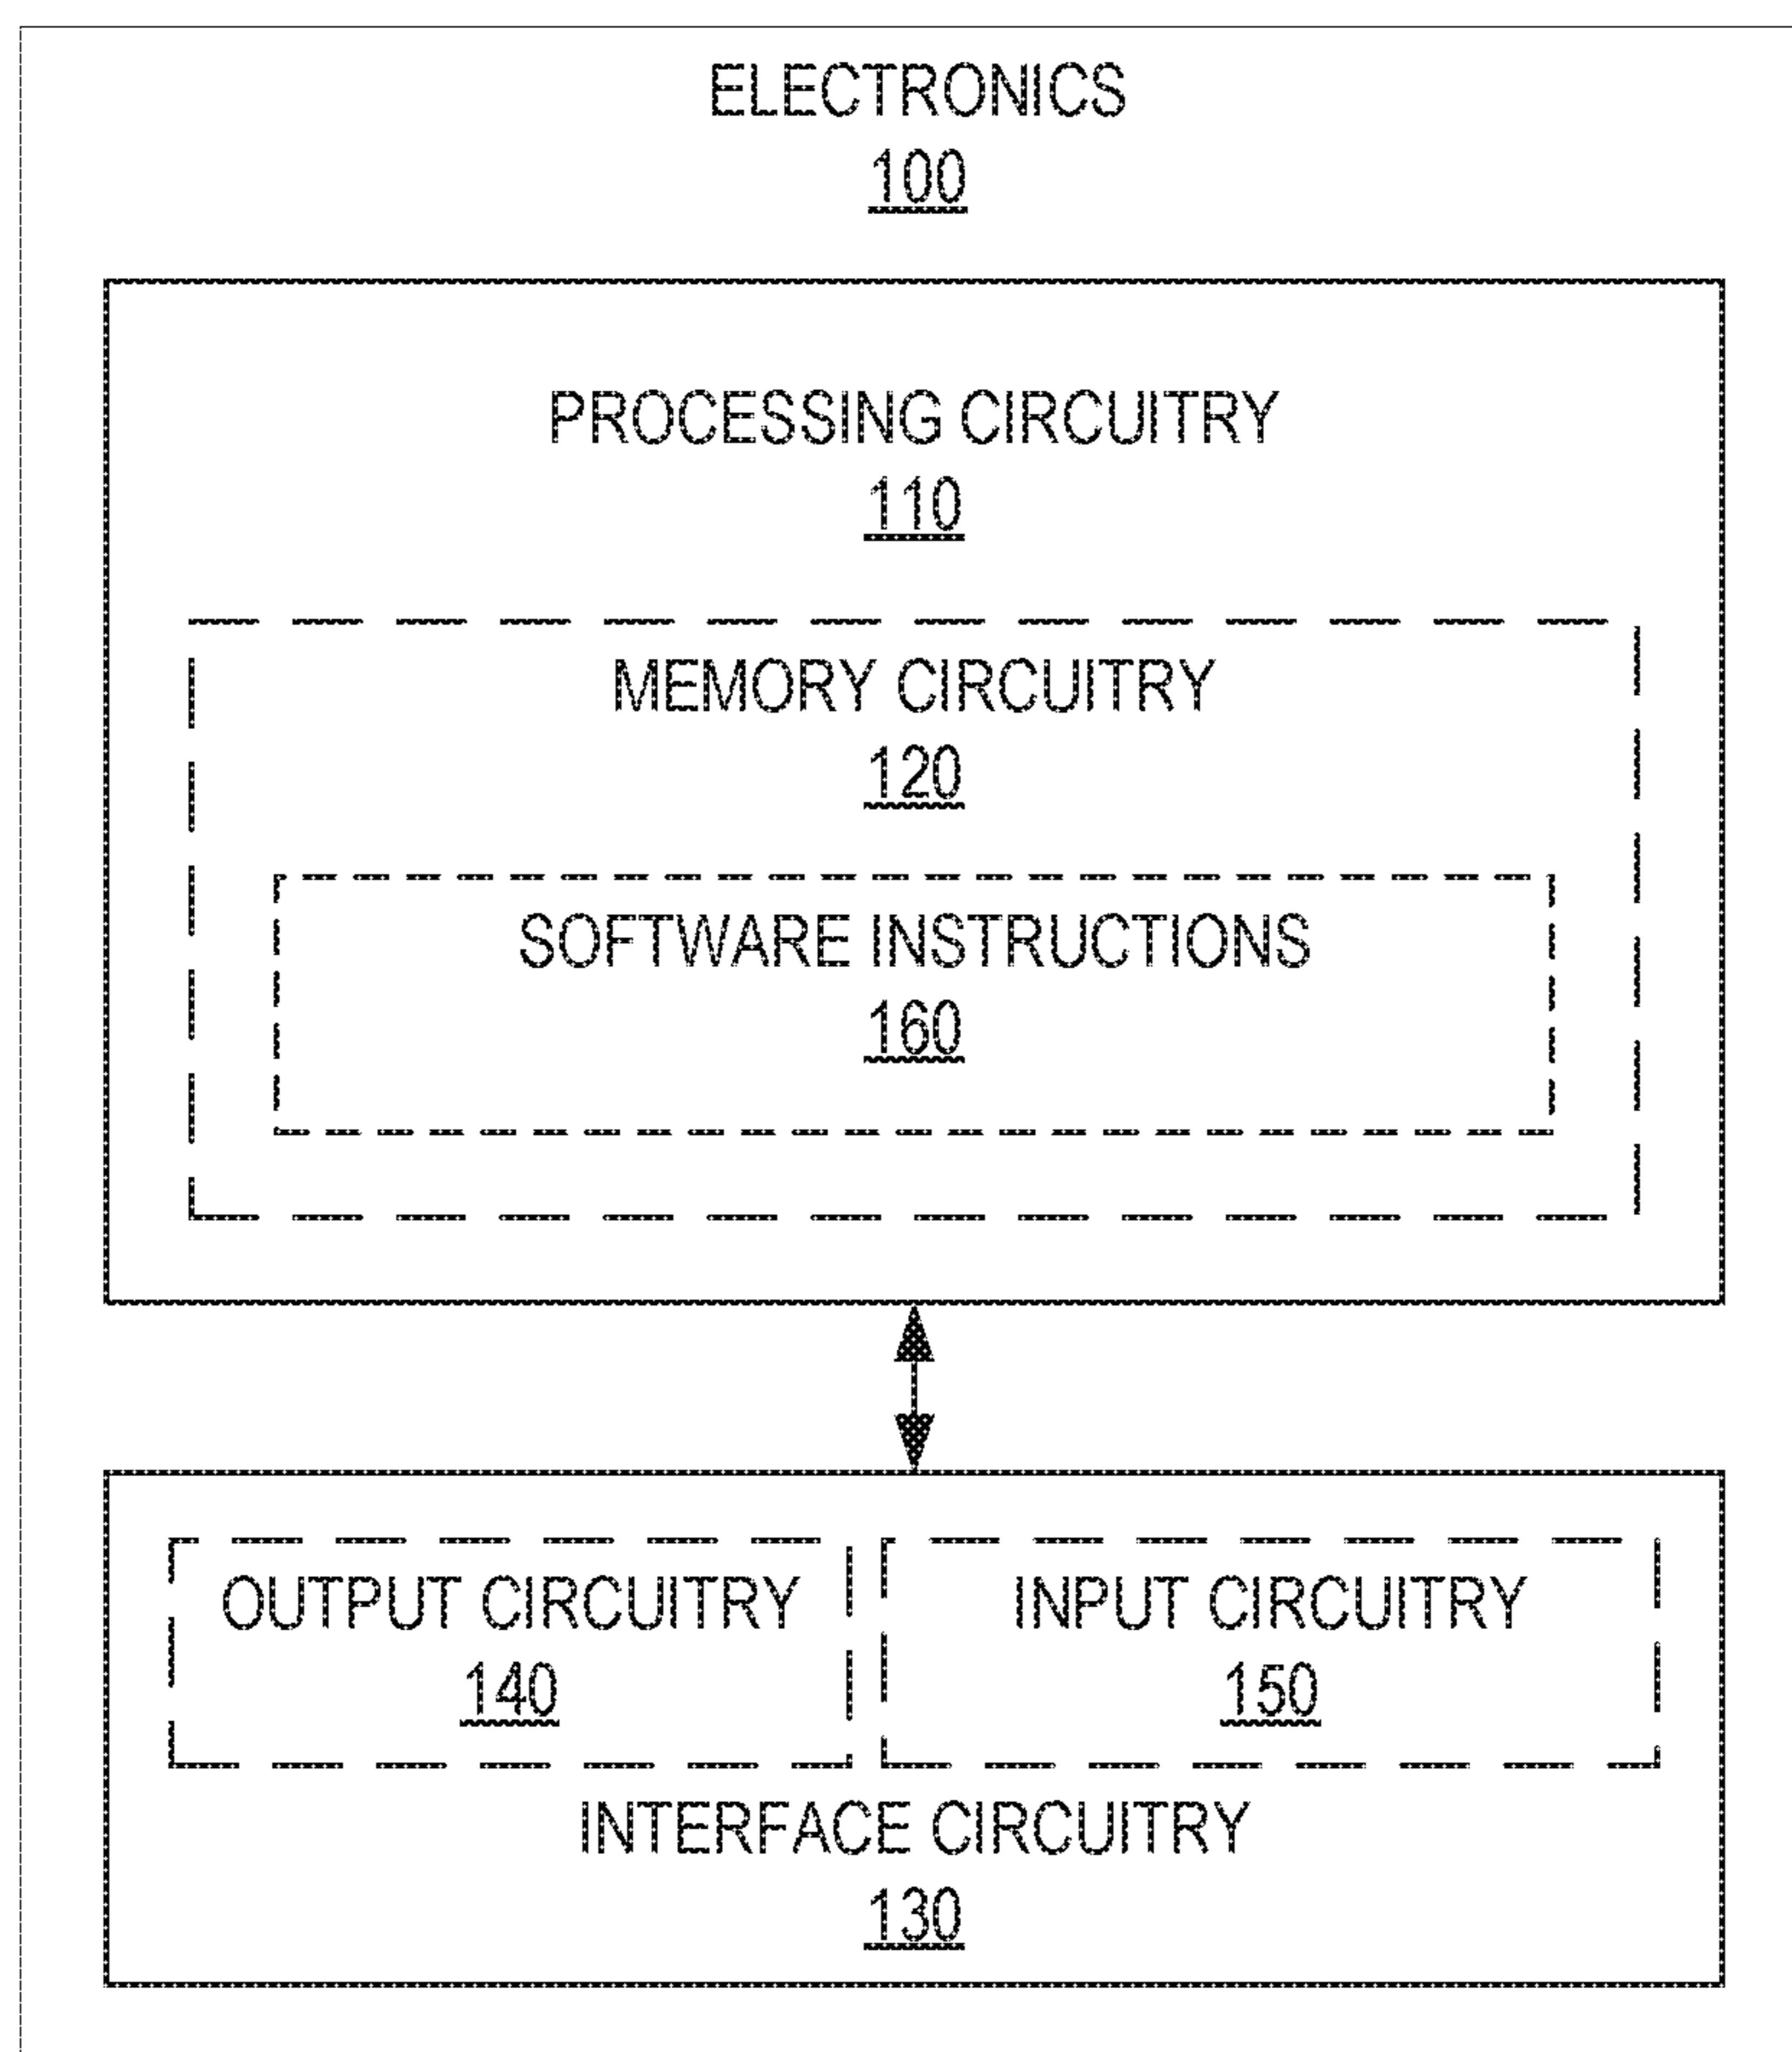 ELECTRONICS
100
PROCESSING CIRCUITRY
110
MEMORY CIRCUITRY
120
SOFTWARE INSTRUCTIONS
160
OUTPUT CIRCUITRY
140
INPUT CIRCUITRY
150
INTERFACE CIRCUITRY
130